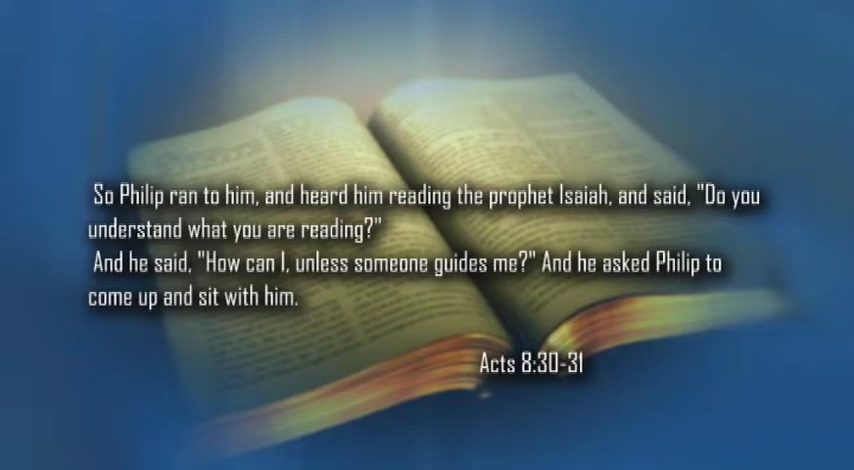 So Philip ran to him, and heard him reading the prophet Isaiah, and said, "Do you
understand what you are reading?"
And he said, "How can I, unless someone guides me?" And he asked Philip to
come up and sit with him.
Acts 8:30-31